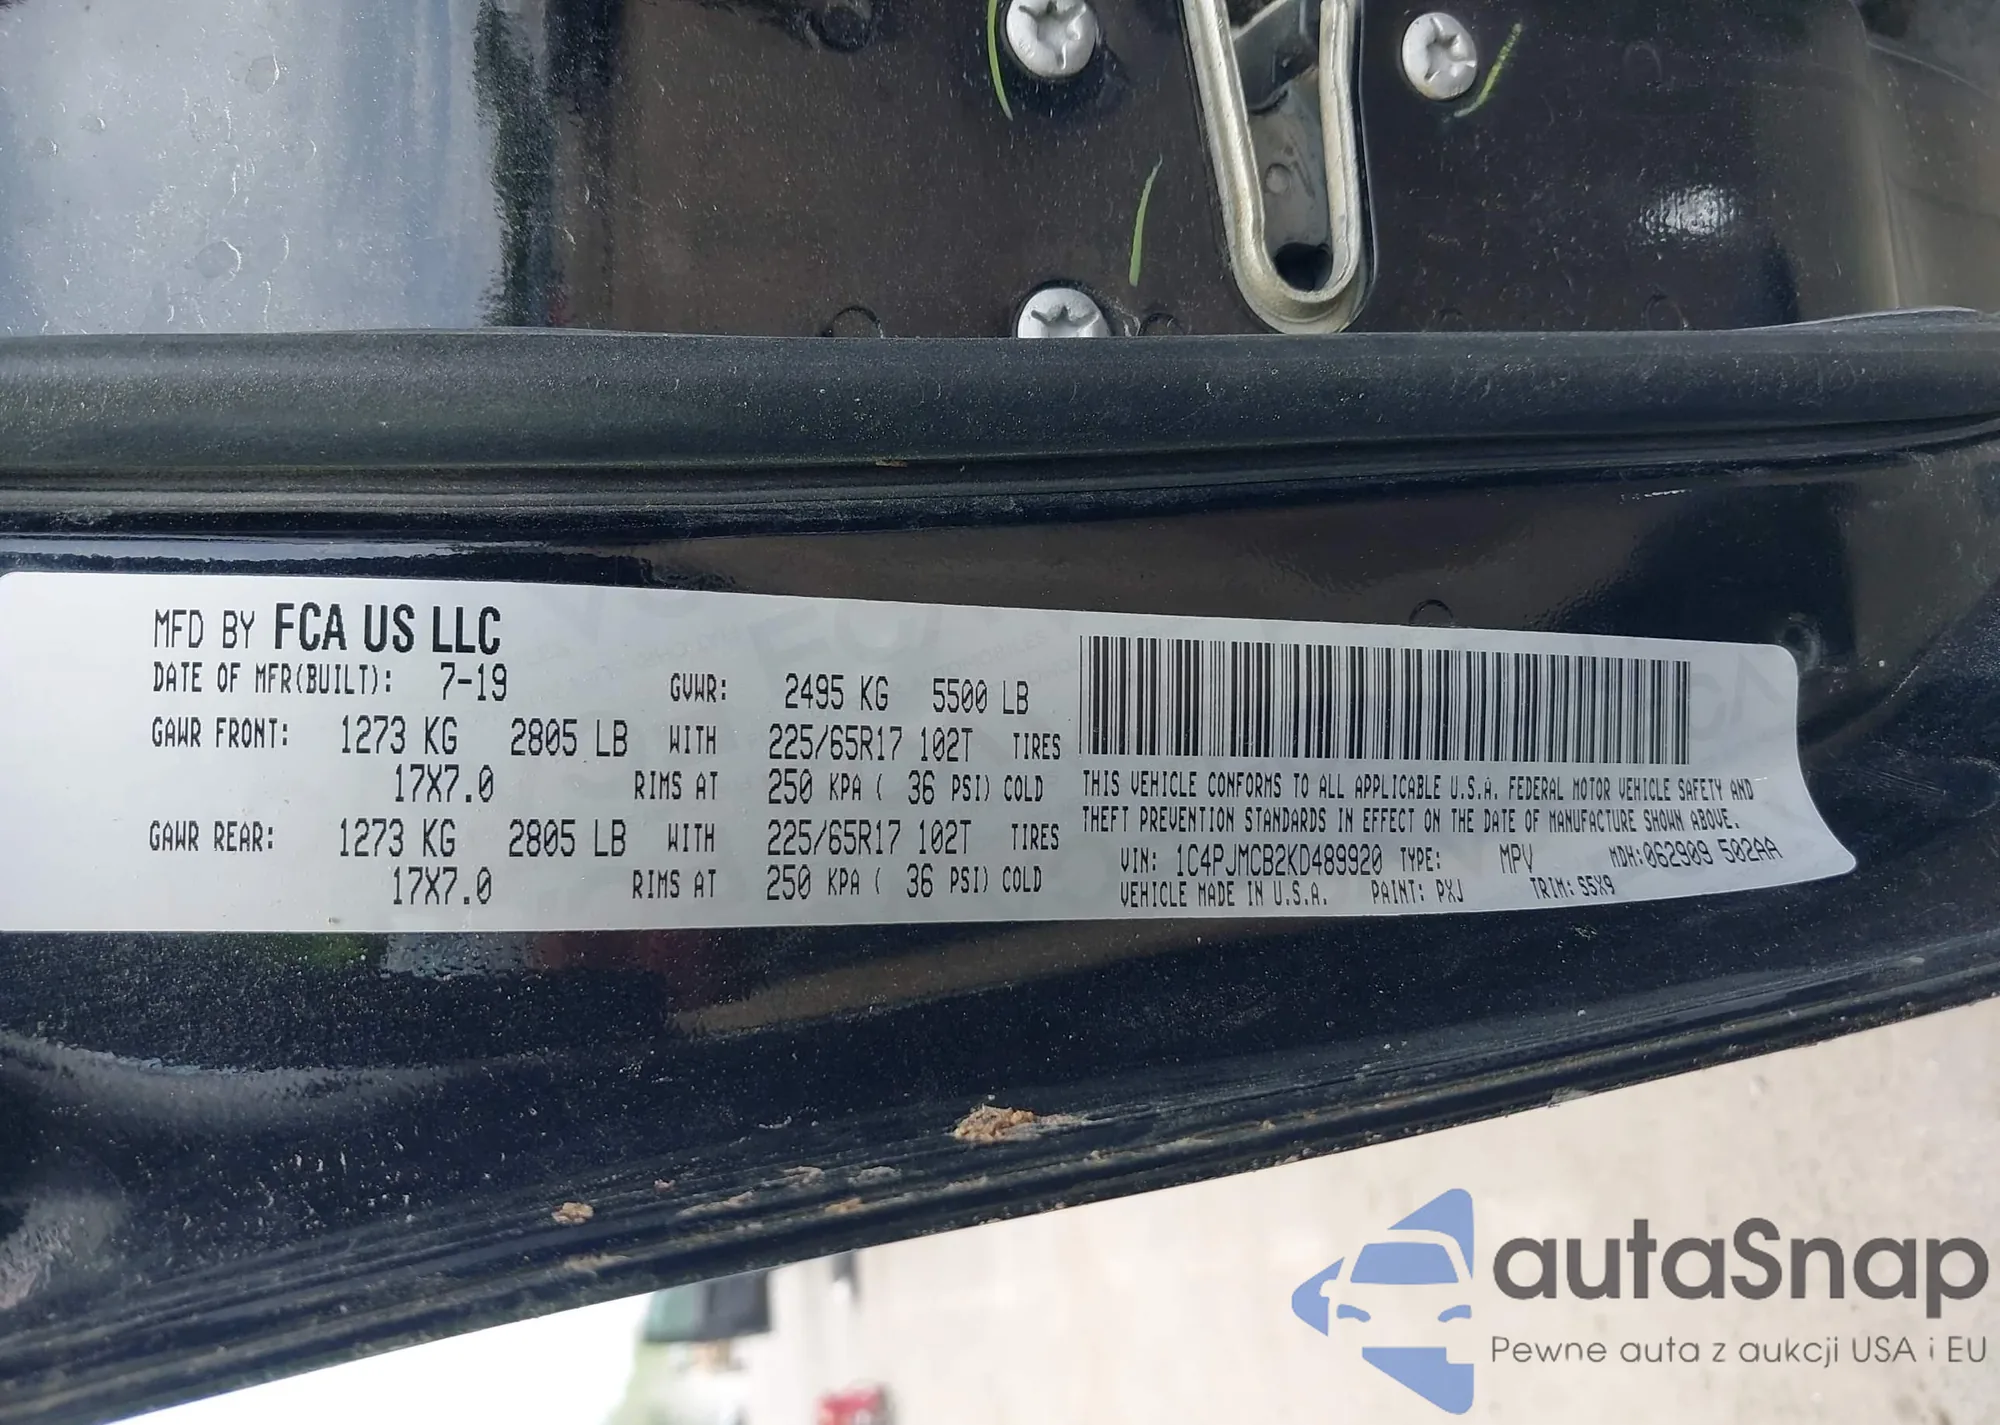 MFD BY FCA US LLC
DATE OF MFR(BUILT): 7-19 GVWR: 2495 KG 5500 LB
GAWR FRONT: 1273 KG 2805 LB WITH 225/65R17 102T TIRES
17X7.0 RIMS AT 250 KPA ( 36 PSI) COLD
GAWR REAR: 1273 KG 2805 LB WITH 225/65R17 102T TIRES
17X7.0 RIMS AT 250 KPA ( 36 PSI) COLD
THIS VEHICLE CONFORMS TO ALL APPLICABLE U.S.A. FEDERAL MOTOR VEHICLE SAFETY AND
THEFT PREVENTION STANDARDS IN EFFECT ON THE DATE OF MANUFACTURE SHOWN ABOVE.
VIN: 1C4PJMCB2KD489920 TYPE: MPV MDH:062909 502AA
VEHICLE MADE IN U.S.A. PAINT: PXJ TRIM: S5X9
autaSnap
Pewne auta z aukcji USA i EU